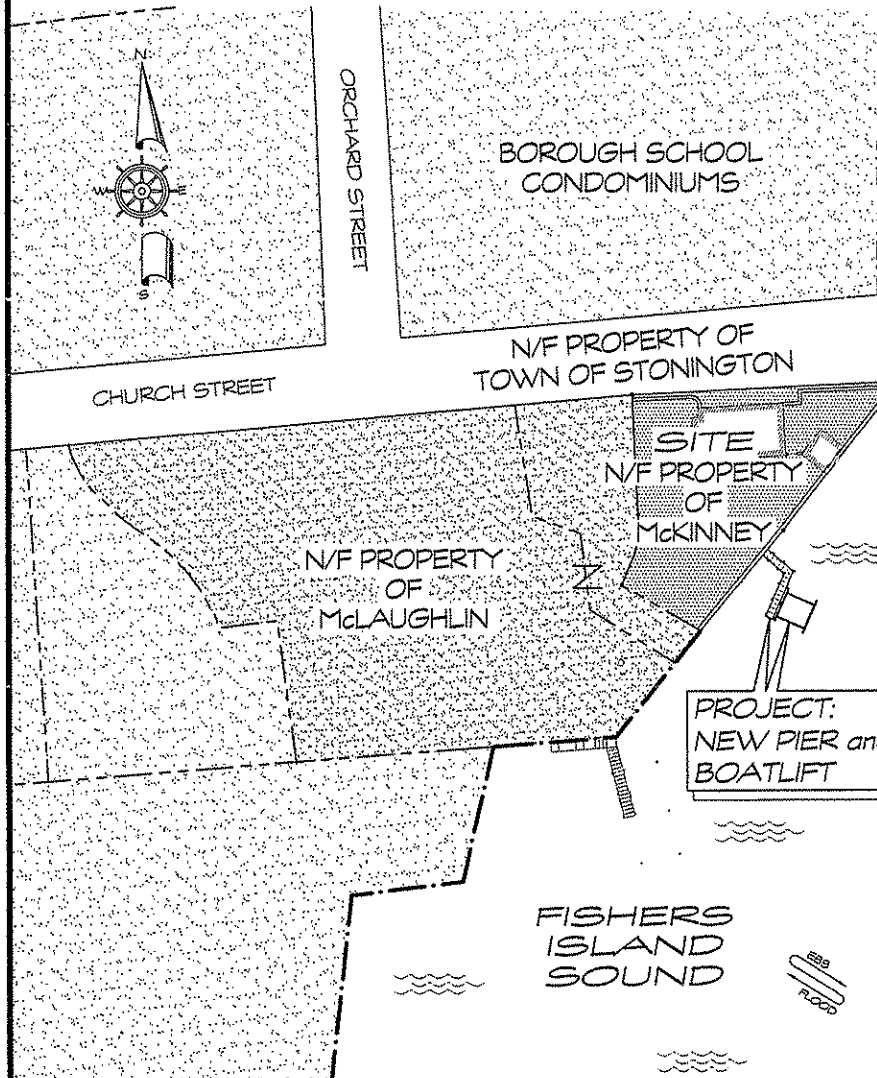 N
W
E
S
ORCHARD STREET
BOROUGH SCHOOL
CONDOMINIUMS
N/F PROPERTY OF
TOWN OF STONINGTON
CHURCH STREET
SITE
N/F PROPERTY
OF
McKINNEY
N/F PROPERTY
OF
McLAUGHLIN
PROJECT:
NEW PIER an
BOATLIFT
FISHERS
ISLAND
SOUND
EBB
FLOOD